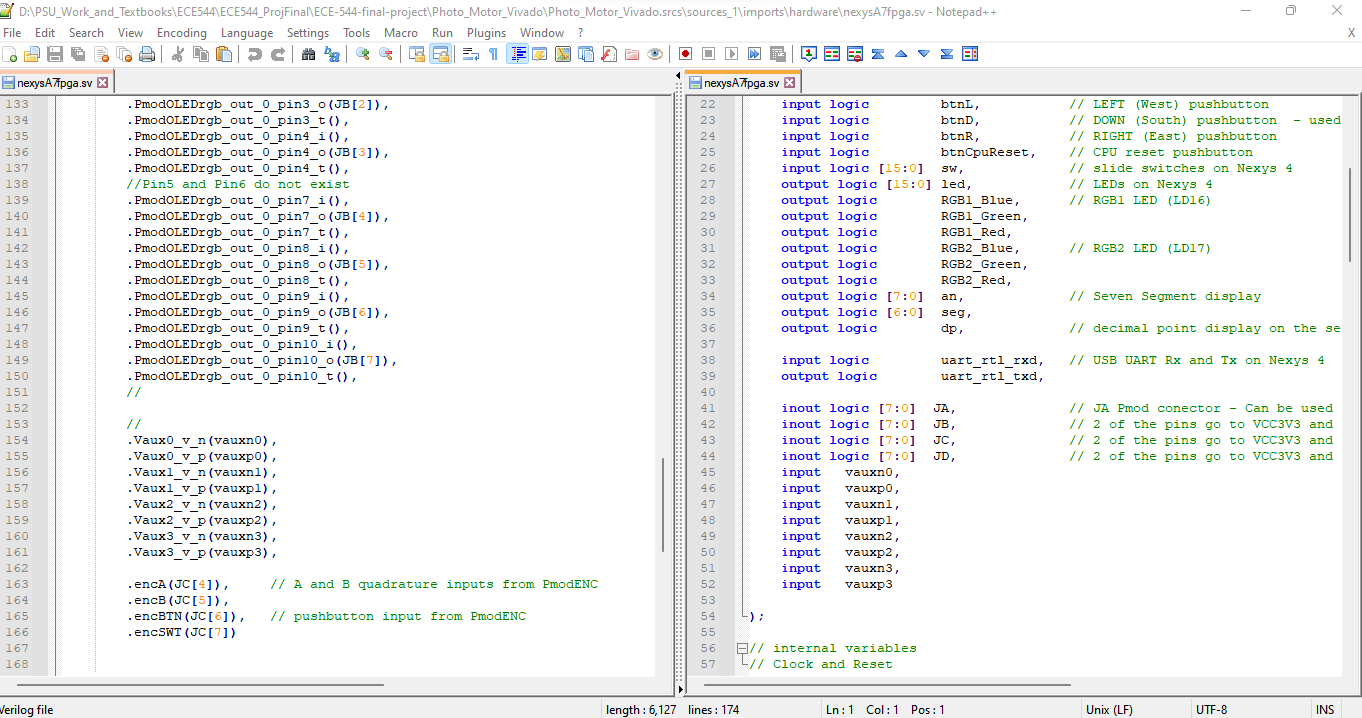 D:\PSU_Work_and_Textbooks\ECE544\ECE544_ProjFinal\ECE-544-final-project\Photo_Motor_Vivado\Photo_Motor_Vivado.srcs\sources_1\imports\hardware\nexysA7fpga.sv - Notepad++
File Edit Search View Encoding Language Settings Tools Macro Run Plugins Window ? X
nexysA7fpga.sv
133 .PmodOLEDrgb_out_0_pin3_o(JB[2]),
134 .PmodOLEDrgb_out_0_pin3_t(),
135 .PmodOLEDrgb_out_0_pin4_i(),
136 .PmodOLEDrgb_out_0_pin4_o(JB[3]),
137 .PmodOLEDrgb_out_0_pin4_t(),
138 //Pin5 and Pin6 do not exist
139 .PmodOLEDrgb_out_0_pin7_i(),
140 .PmodOLEDrgb_out_0_pin7_o(JB[4]),
141 .PmodOLEDrgb_out_0_pin7_t(),
142 .PmodOLEDrgb_out_0_pin8_i(),
143 .PmodOLEDrgb_out_0_pin8_o(JB[5]),
144 .PmodOLEDrgb_out_0_pin8_t(),
145 .PmodOLEDrgb_out_0_pin9_i(),
146 .PmodOLEDrgb_out_0_pin9_o(JB[6]),
147 .PmodOLEDrgb_out_0_pin9_t(),
148 .PmodOLEDrgb_out_0_pin10_i(),
149 .PmodOLEDrgb_out_0_pin10_o(JB[7]),
150 .PmodOLEDrgb_out_0_pin10_t(),
151 //
152
153 //
154 .Vaux0_v_n(vauxn0),
155 .Vaux0_v_p(vauxp0),
156 .Vaux1_v_n(vauxn1),
157 .Vaux1_v_p(vauxp1),
158 .Vaux2_v_n(vauxn2),
159 .Vaux2_v_p(vauxp2),
160 .Vaux3_v_n(vauxn3),
161 .Vaux3_v_p(vauxp3),
162
163 .encA(JC[4]), // A and B quadrature inputs from PmodENC
164 .encB(JC[5]),
165 .encBTN(JC[6]), // pushbutton input from PmodENC
166 .encSWT(JC[7])
167
168
nexysA7fpga.sv
22 input logic btnL, // LEFT (West) pushbutton
23 input logic btnD, // DOWN (South) pushbutton - used
24 input logic btnR, // RIGHT (East) pushbutton
25 input logic btnCpuReset, // CPU reset pushbutton
26 input logic [15:0] sw, // slide switches on Nexys 4
27 output logic [15:0] led, // LEDs on Nexys 4
28 output logic RGB1_Blue, // RGB1 LED (LD16)
29 output logic RGB1_Green,
30 output logic RGB1_Red,
31 output logic RGB2_Blue, // RGB2 LED (LD17)
32 output logic RGB2_Green,
33 output logic RGB2_Red,
34 output logic [7:0] an, // Seven Segment display
35 output logic [6:0] seg,
36 output logic dp, // decimal point display on the se
37
38 input logic uart_rtl_rxd, // USB UART Rx and Tx on Nexys 4
39 output logic uart_rtl_txd,
40
41 inout logic [7:0] JA, // JA Pmod conector - Can be used
42 inout logic [7:0] JB, // 2 of the pins go to VCC3V3 and
43 inout logic [7:0] JC, // 2 of the pins go to VCC3V3 and
44 inout logic [7:0] JD, // 2 of the pins go to VCC3V3 and
45 input vauxn0,
46 input vauxp0,
47 input vauxn1,
48 input vauxp1,
49 input vauxn2,
50 input vauxp2,
51 input vauxn3,
52 input vauxp3
53
54 );
55
56 // internal variables
57 // Clock and Reset
Verilog file length : 6,127 lines : 174 Ln : 1 Col : 1 Pos : 1 Unix (LF) UTF-8 INS